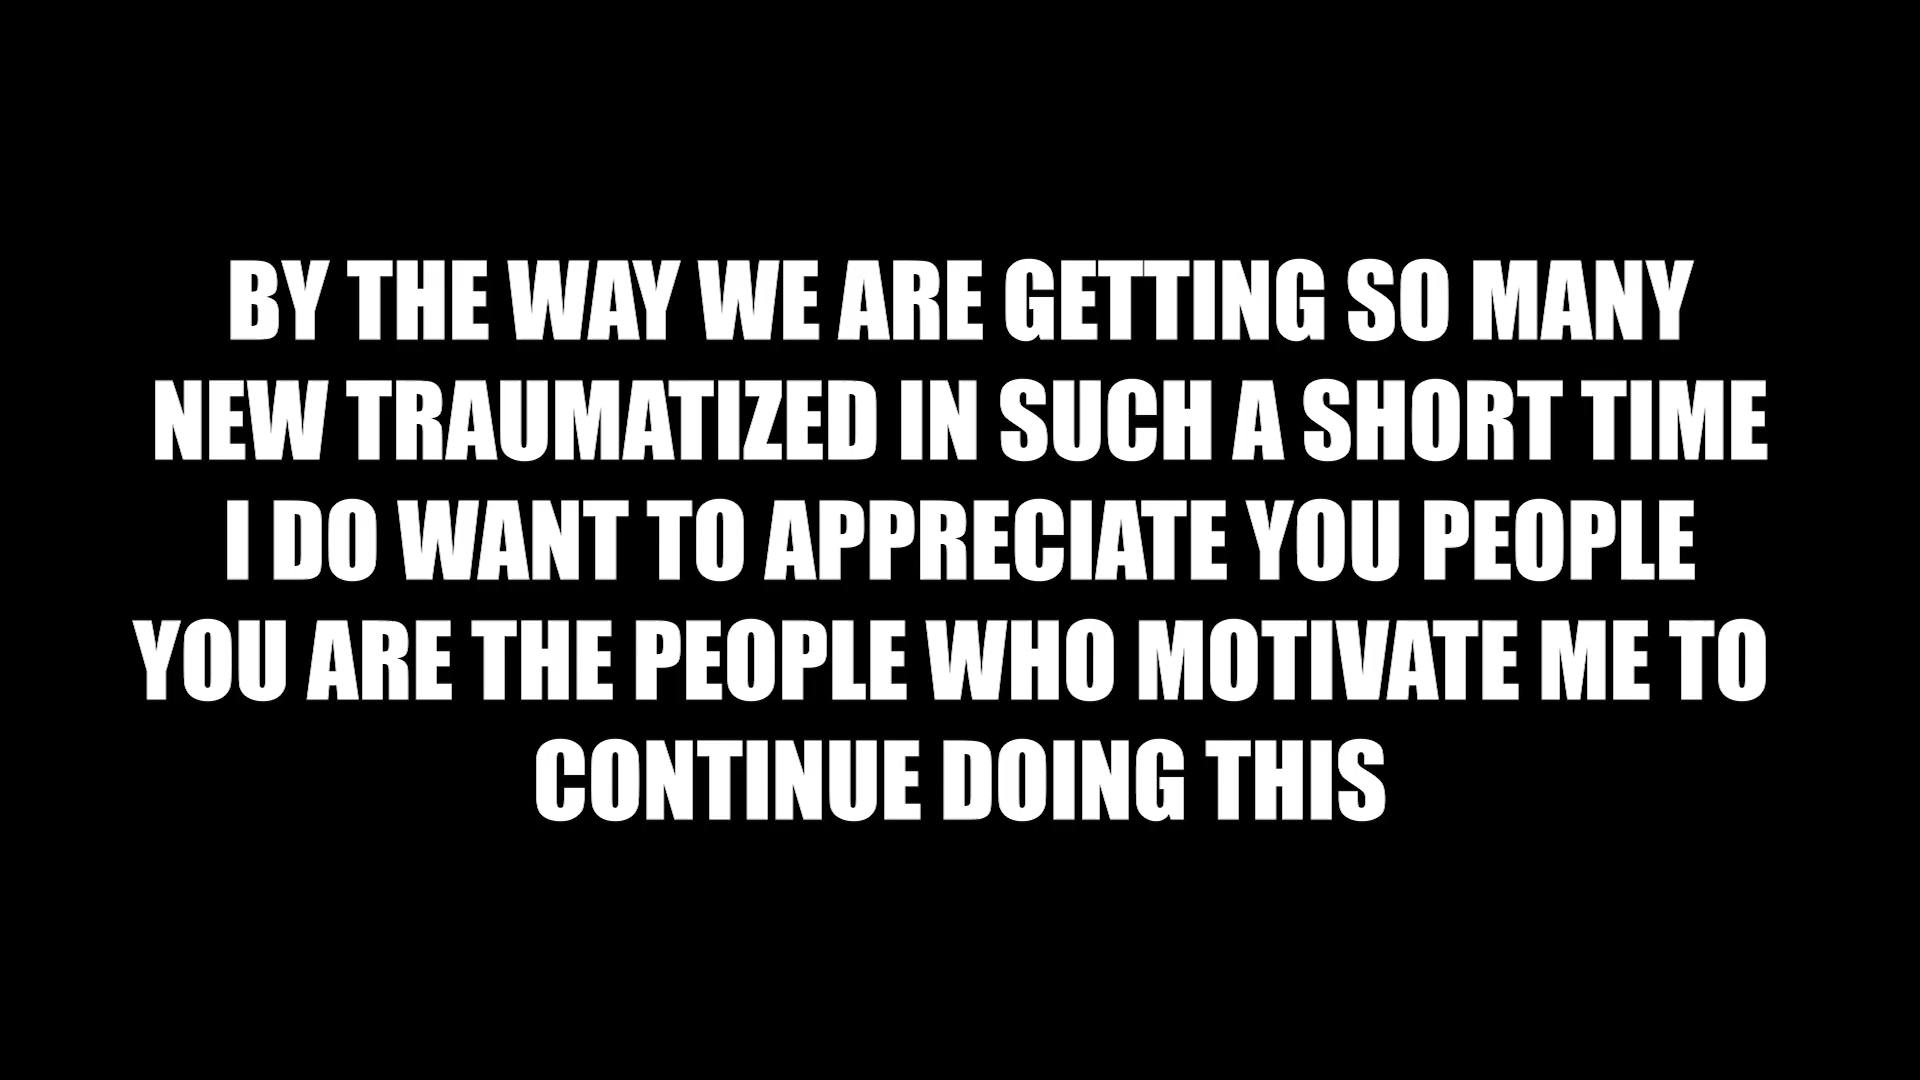 BY THE WAY WE ARE GETTING SO MANY
NEW TRAUMATIZED IN SUCH A SHORT TIME
I DO WANT TO APPRECIATE YOU PEOPLE
YOU ARE THE PEOPLE WHO MOTIVATE ME TO
CONTINUE DOING THIS